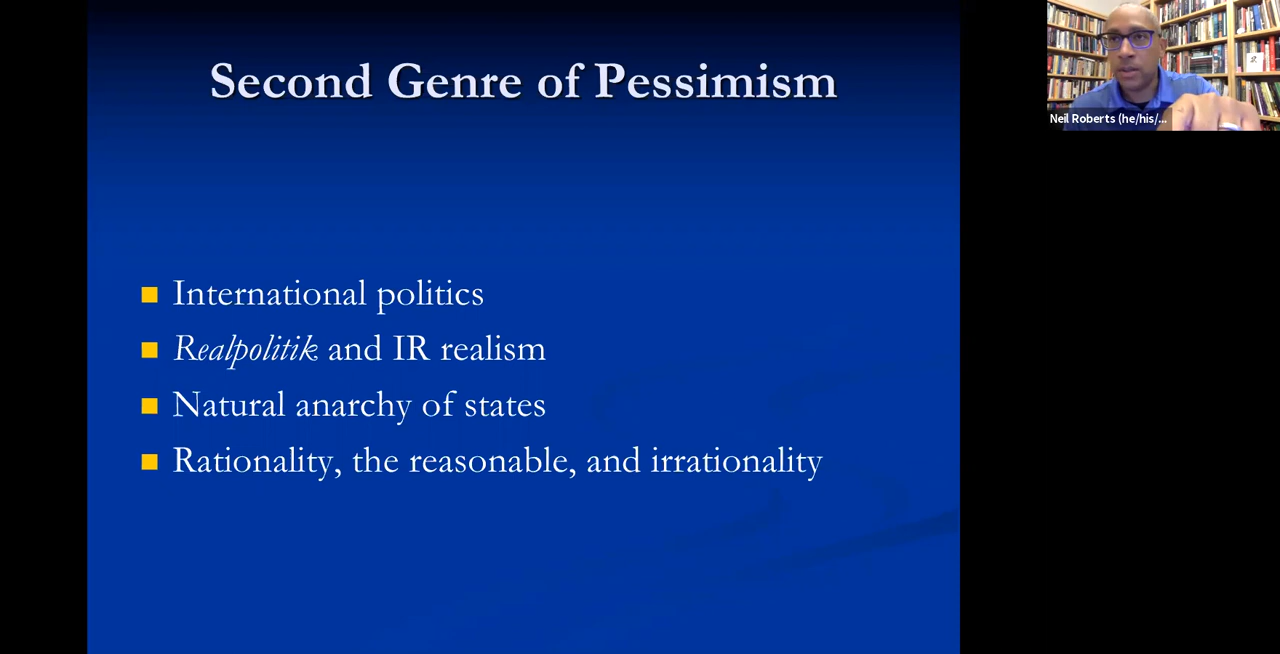 Second Genre of Pessimism
Neil Roberts (he/his/...
International politics
Realpolitik and IR realism
Natural anarchy of states
Rationality, the reasonable, and irrationality